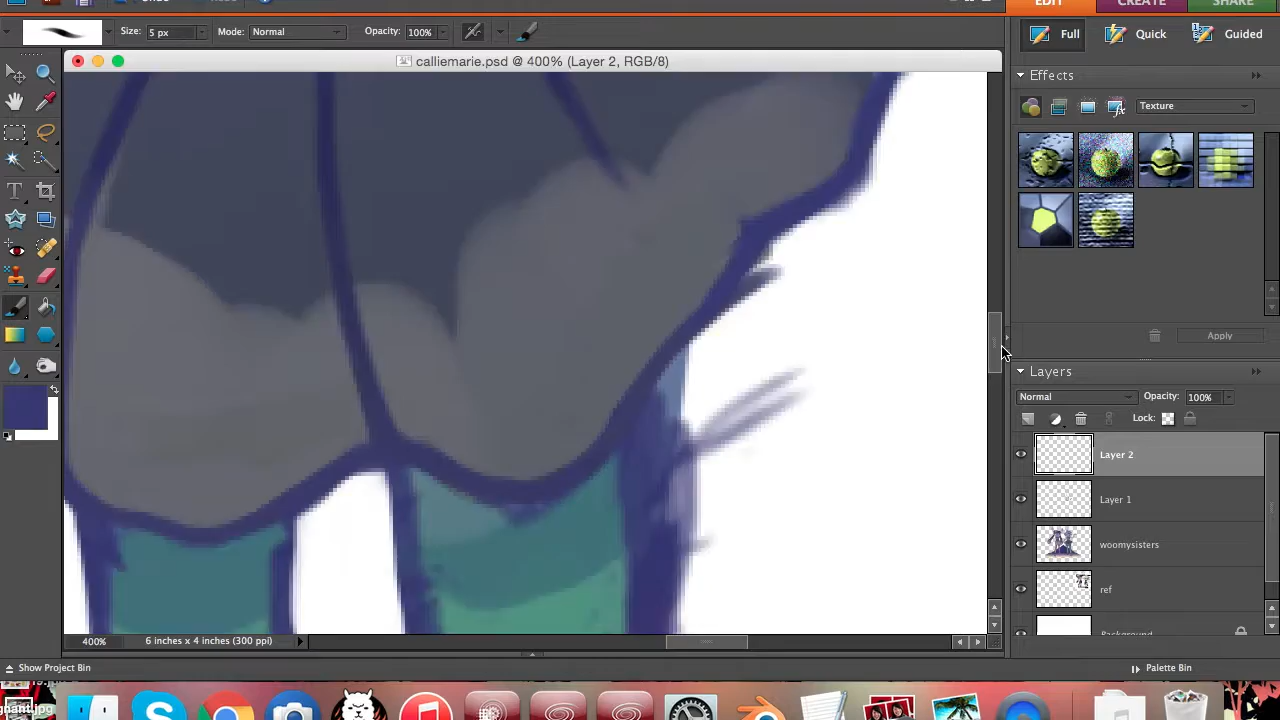 EDIT CREATE SHARE
Size: 5 px Mode: Normal Opacity: 100%
Full Quick Guided
calliemarie.psd @ 400% (Layer 2, RGB/8)
Effects
Texture
T
Apply
Layers
Normal Opacity: 100%
Lock:
Layer 2
Layer 1
woomysisters
ref
Background
400% 6 inches x 4 inches (300 ppi)
Show Project Bin Palette Bin